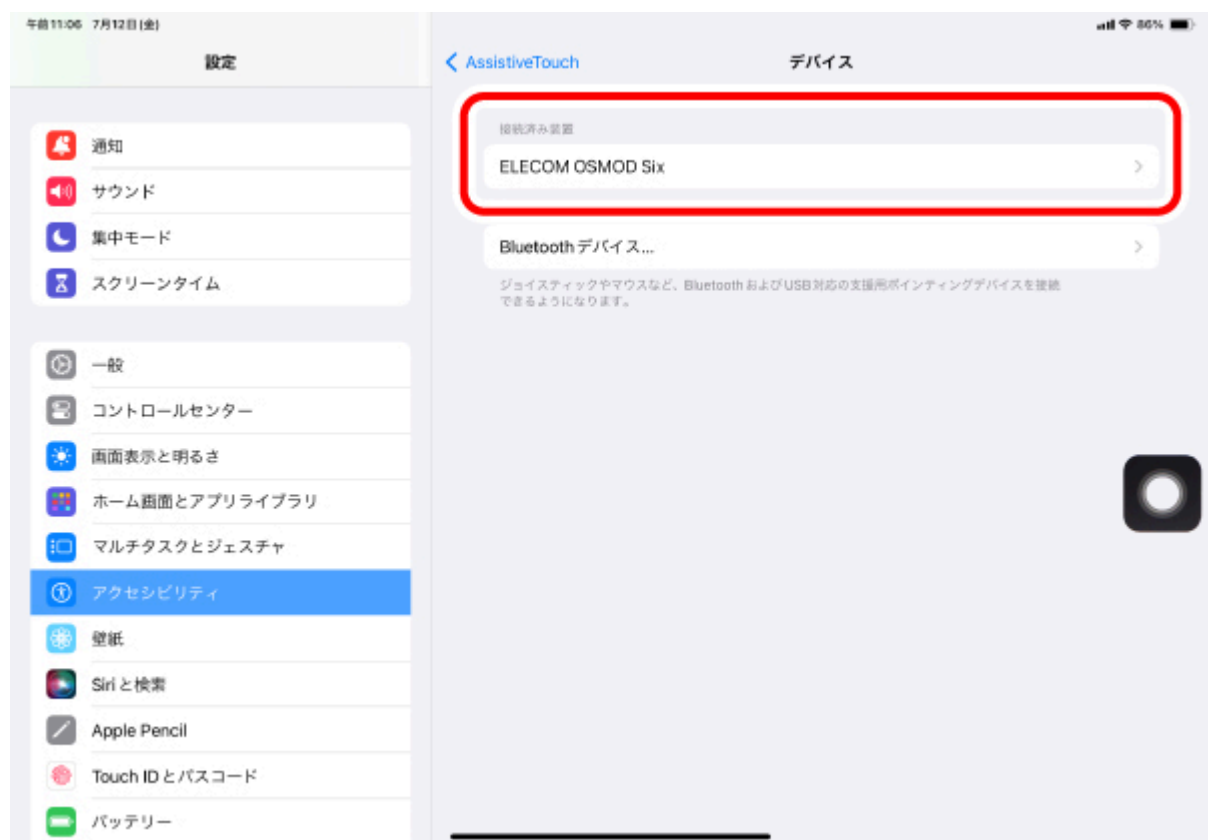 午前11:06 7月12日(金)
86%
設定
AssistiveTouch
デバイス
通知
サウンド
集中モード
スクリーンタイム
一般
コントロールセンター
画面表示と明るさ
ホーム画面とアプリライブラリ
マルチタスクとジェスチャ
アクセシビリティ
壁紙
Siriと検索
Apple Pencil
Touch IDとパスコード
バッテリー
接続済み装置
ELECOM OSMOD Six
Bluetoothデバイス...
ジョイスティックやマウスなど、BluetoothおよびUSB対応の支援用ポインティングデバイスを接続
できるようになります。